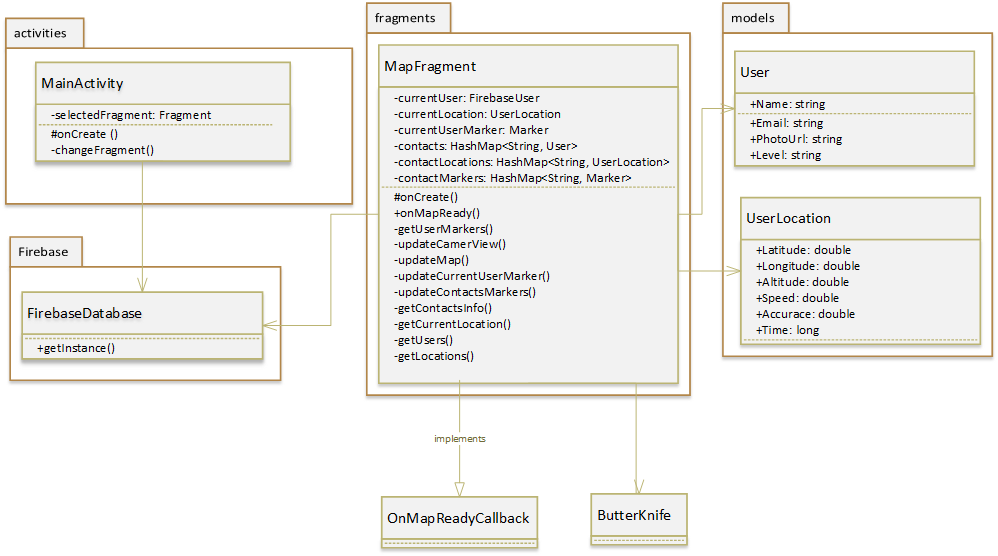 activities
MainActivity
-selectedFragment: Fragment
#onCreate ()
-changeFragment()
Firebase
FirebaseDatabase
+getInstance()
fragments
MapFragment
-currentUser: FirebaseUser
-currentLocation: UserLocation
-currentUserMarker: Marker
-contacts: HashMap<String, User>
-contactLocations: HashMap<String, UserLocation>
-contactMarkers: HashMap<String, Marker>
#onCreate()
+onMapReady()
-getUserMarkers()
-updateCamerView()
-updateMap()
-updateCurrentUserMarker()
-updateContactsMarkers()
-getContactsInfo()
-getCurrentLocation()
-getUsers()
-getLocations()
models
User
+Name: string
+Email: string
+PhotoUrl: string
+Level: string
UserLocation
+Latitude: double
+Longitude: double
+Altitude: double
+Speed: double
+Accurace: double
+Time: long
implements
OnMapReadyCallback
ButterKnife